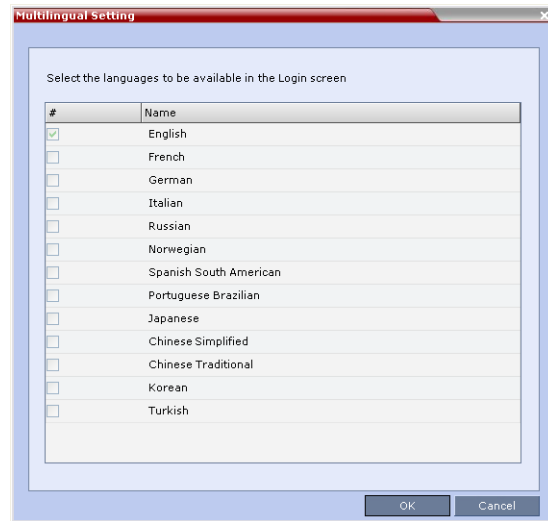 Multilingual Setting
Select the languages to be available in the Login screen
# Name
English
French
German
Italian
Russian
Norwegian
Spanish South American
Portuguese Brazilian
Japanese
Chinese Simplified
Chinese Traditional
Korean
Turkish
OK Cancel